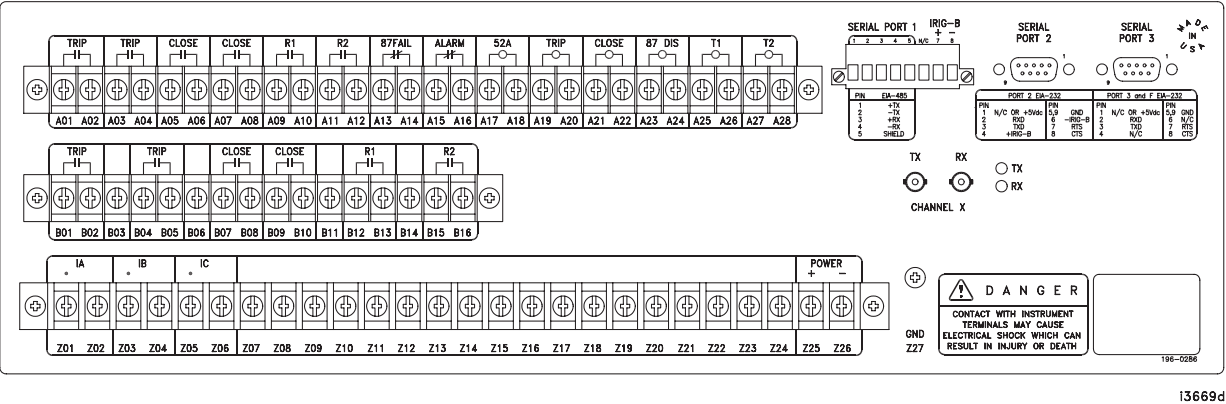 TRIP TRIP CLOSE CLOSE R1 R2 87FAIL ALARM 52A TRIP CLOSE 87 DIS T1 T2
A01 A02 A03 A04 A05 A06 A07 A08 A09 A10 A11 A12 A13 A14 A15 A16 A17 A18 A19 A20 A21 A22 A23 A24 A25 A26 A27 A28
SERIAL PORT 1 IRIG-B
+ −
1 2 3 4 5 N/C 7 8
PIN EIA-485
1 +TX
2 -TX
3 +RX
4 -RX
5 SHIELD
SERIAL
PORT 2
1
9
SERIAL
PORT 3
1
9
MADE
IN
USA
PORT 2 EIA-232
PIN PIN
1 N/C OR +5Vdc 5,9 GND
2 RXD 6 -IRIG-B
3 TXD 7 RTS
4 +IRIG-B 8 CTS
PORT 3 and F EIA-232
PIN PIN
1 N/C OR +5Vdc 5,9 GND
2 RXD 6 N/C
3 TXD 7 RTS
4 N/C 8 CTS
TX RX
CHANNEL X
TX
RX
TRIP TRIP CLOSE CLOSE R1 R2
B01 B02 B03 B04 B05 B06 B07 B08 B09 B10 B11 B12 B13 B14 B15 B16
IA IB IC POWER
+ −
Z01 Z02 Z03 Z04 Z05 Z06 Z07 Z08 Z09 Z10 Z11 Z12 Z13 Z14 Z15 Z16 Z17 Z18 Z19 Z20 Z21 Z22 Z23 Z24 Z25 Z26
GND
Z27
DANGER
CONTACT WITH INSTRUMENT
TERMINALS MAY CAUSE
ELECTRICAL SHOCK WHICH CAN
RESULT IN INJURY OR DEATH
196-0286
i3669d